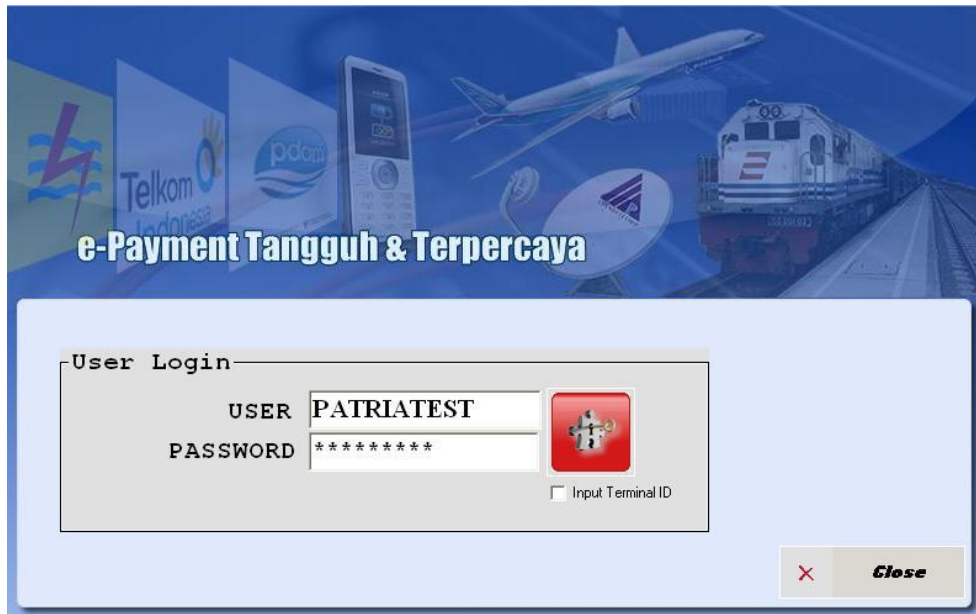 pdam
Telkom
Indonesia
e-Payment Tangguh & Terpercaya
User Login
USER PATRIATEST
PASSWORD *********
Input Terminal ID
Close